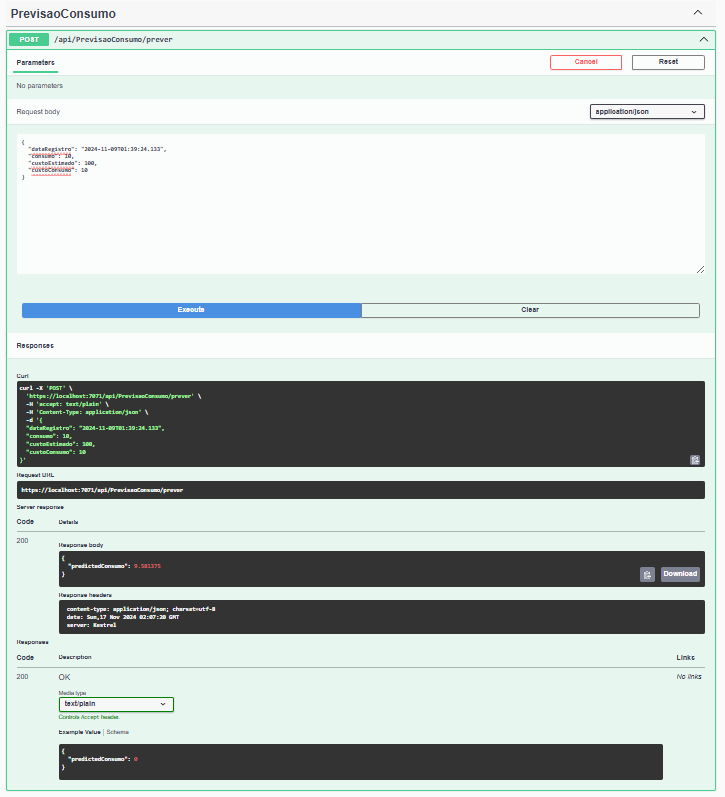 PrevisaoConsumo
POST /api/PrevisaoConsumo/prever
Parameters
Cancel
Reset
No parameters
Request body
application/json
{
"dataRegistro": "2024-11-09T01:39:24.133",
"consumo": 10,
"custoEstimado": 100,
"custoConsumo": 10
}
Execute
Clear
Responses
Curl
curl -X 'POST' \
'https://localhost:7071/api/PrevisaoConsumo/prever' \
-H 'accept: text/plain' \
-H 'Content-Type: application/json' \
-d '{
"dataRegistro": "2024-11-09T01:39:24.133",
"consumo": 10,
"custoEstimado": 100,
"custoConsumo": 10
}'
Request URL
https://localhost:7071/api/PrevisaoConsumo/prever
Server response
Code Details
200
Response body
{
"predictedConsumo": 9.501375
}
Download
Response headers
content-type: application/json; charset=utf-8
date: Sun,17 Nov 2024 02:07:20 GMT
server: Kestrel
Responses
Code Description Links
200 OK No links
Media type
text/plain
Controls Accept header.
Example Value | Schema
{
"predictedConsumo": 0
}